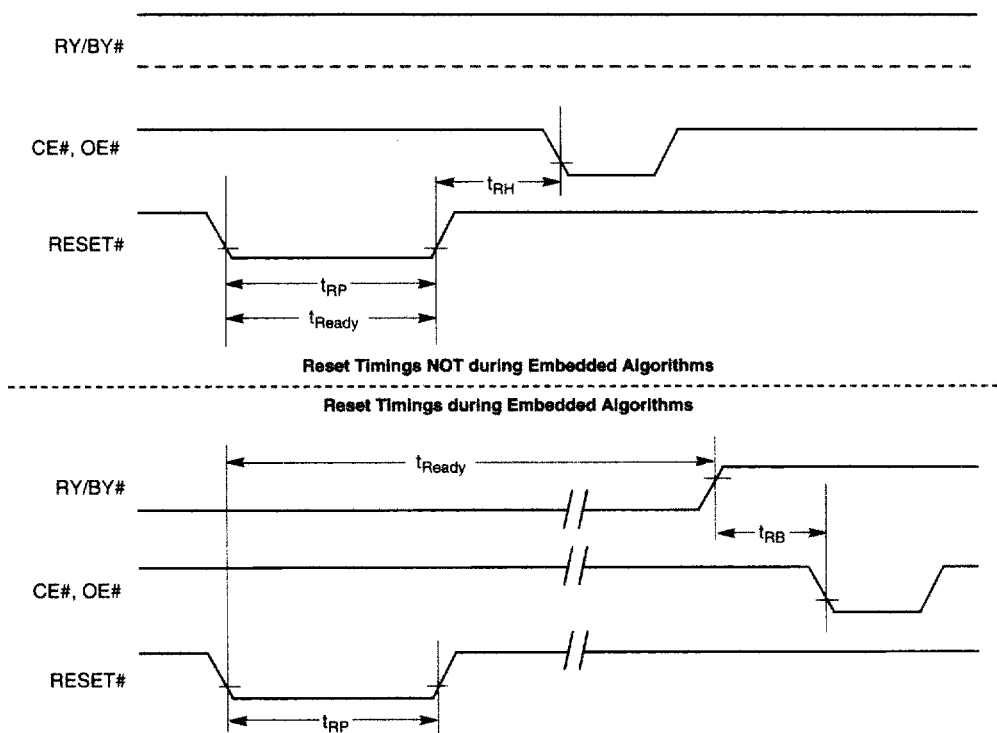 RY/BY#
CE#, OE#
tRH
RESET#
tRP
tReady
Reset Timings NOT during Embedded Algorithms
Reset Timings during Embedded Algorithms
tReady
RY/BY#
tRB
CE#, OE#
RESET#
tRP